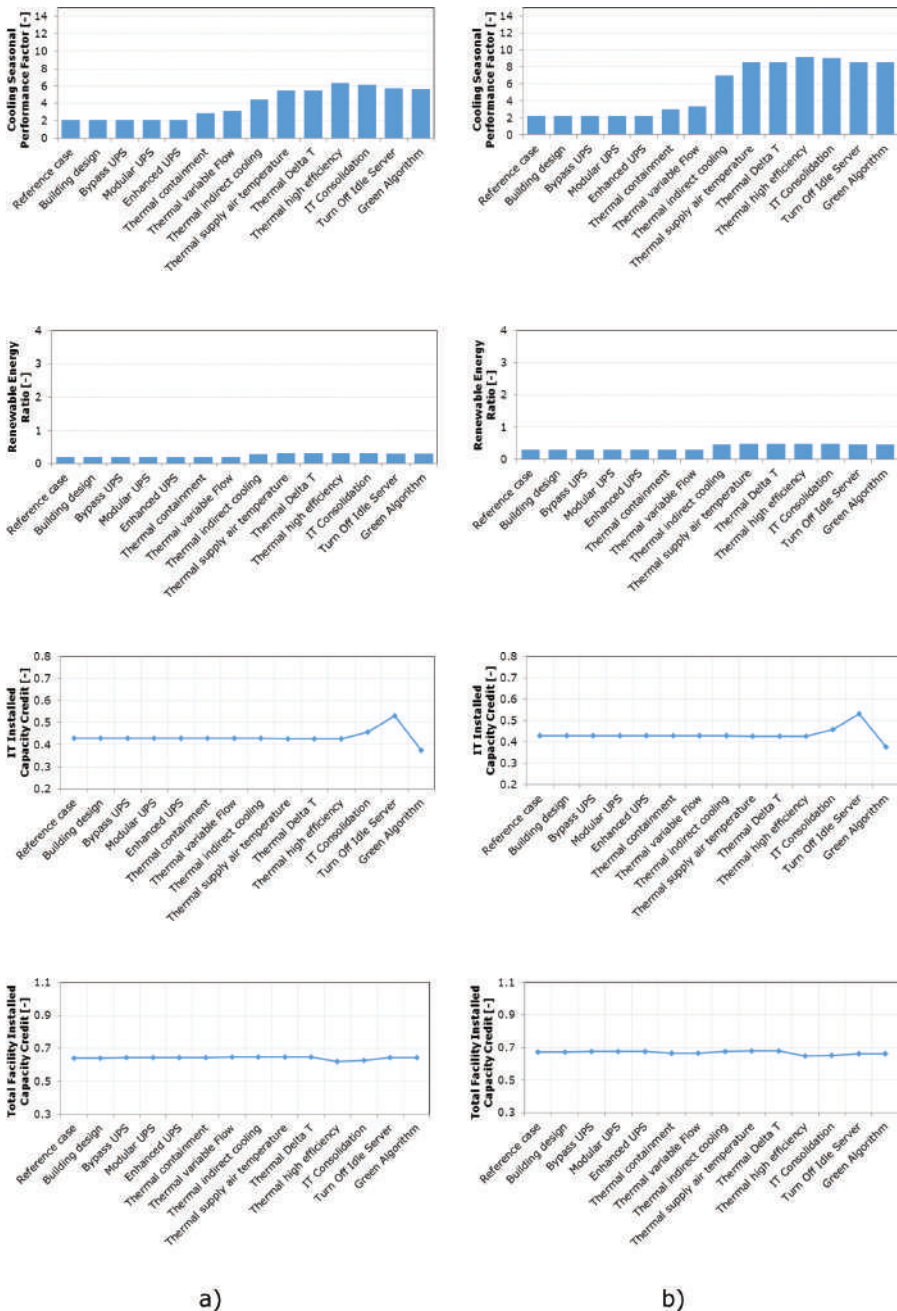 Cooling Seasonal
Performance Factor [-]
14
12
10
8
6
4
2
0
Reference case
Building design
Bypass UPS
Modular UPS
Enhanced UPS
Thermal containment
Thermal variable Flow
Thermal indirect cooling
Thermal supply air temperature
Thermal Delta T
Thermal high efficiency
IT Consolidation
Turn Off Idle Server
Green Algorithm
Cooling Seasonal
Performance Factor [-]
14
12
10
8
6
4
2
0
Reference case
Building design
Bypass UPS
Modular UPS
Enhanced UPS
Thermal containment
Thermal variable Flow
Thermal indirect cooling
Thermal supply air temperature
Thermal Delta T
Thermal high efficiency
IT Consolidation
Turn Off Idle Server
Green Algorithm
Renewable Energy
Ratio [-]
4
3
2
1
0
Reference case
Building design
Bypass UPS
Modular UPS
Enhanced UPS
Thermal containment
Thermal variable Flow
Thermal indirect cooling
Thermal supply air temperature
Thermal Delta T
Thermal high efficiency
IT Consolidation
Turn Off Idle Server
Green Algorithm
Renewable Energy
Ratio [-]
4
3
2
1
0
Reference case
Building design
Bypass UPS
Modular UPS
Enhanced UPS
Thermal containment
Thermal variable Flow
Thermal indirect cooling
Thermal supply air temperature
Thermal Delta T
Thermal high efficiency
IT Consolidation
Turn Off Idle Server
Green Algorithm
IT Installed
Capacity Credit [-]
0.8
0.7
0.6
0.5
0.4
0.3
0.2
Reference case
Building design
Bypass UPS
Modular UPS
Enhanced UPS
Thermal containment
Thermal variable Flow
Thermal indirect cooling
Thermal supply air temperature
Thermal Delta T
Thermal high efficiency
IT Consolidation
Turn Off Idle Server
Green Algorithm
IT Installed
Capacity Credit [-]
0.8
0.7
0.6
0.5
0.4
0.3
0.2
Reference case
Building design
Bypass UPS
Modular UPS
Enhanced UPS
Thermal containment
Thermal variable Flow
Thermal indirect cooling
Thermal supply air temperature
Thermal Delta T
Thermal high efficiency
IT Consolidation
Turn Off Idle Server
Green Algorithm
Total Facility Installed
Capacity Credit [-]
1.1
0.9
0.7
0.5
0.3
Reference case
Building design
Bypass UPS
Modular UPS
Enhanced UPS
Thermal containment
Thermal variable Flow
Thermal indirect cooling
Thermal supply air temperature
Thermal Delta T
Thermal high efficiency
IT Consolidation
Turn Off Idle Server
Green Algorithm
Total Facility Installed
Capacity Credit [-]
1.1
0.9
0.7
0.5
0.3
Reference case
Building design
Bypass UPS
Modular UPS
Enhanced UPS
Thermal containment
Thermal variable Flow
Thermal indirect cooling
Thermal supply air temperature
Thermal Delta T
Thermal high efficiency
IT Consolidation
Turn Off Idle Server
Green Algorithm
a)
b)